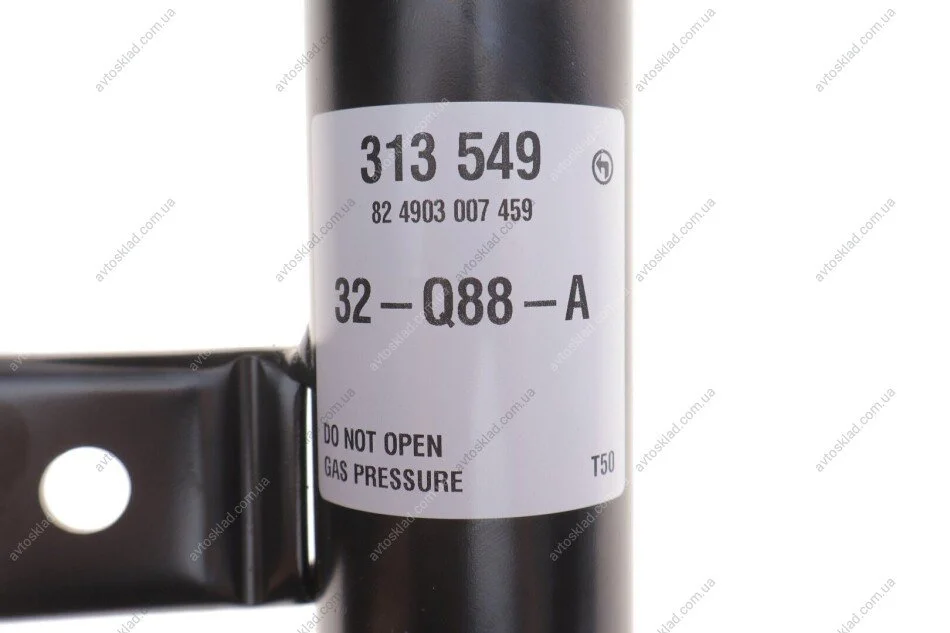 313 549
82 4903 007 459
32-Q88-A
DO NOT OPEN
GAS PRESSURE
T50
avtosklad.com.ua